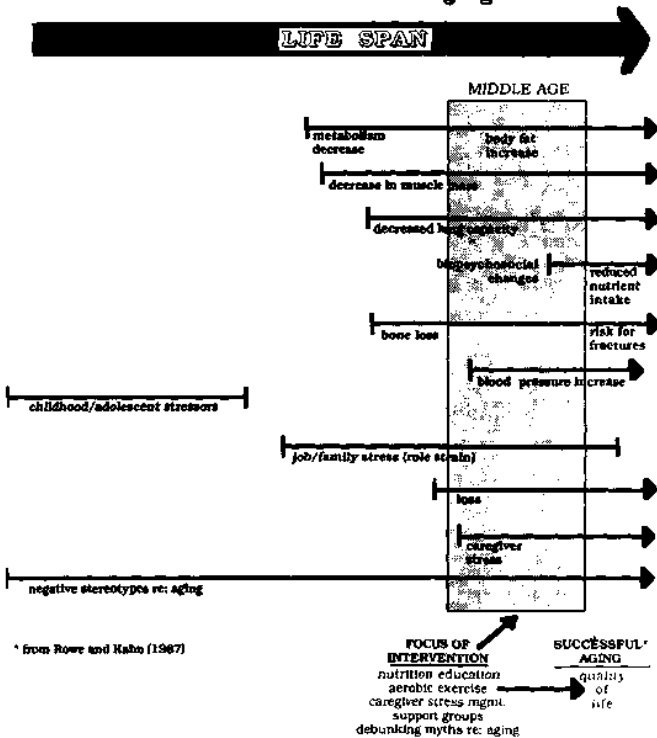 LIFE SPAN
MIDDLE AGE
metabolism
decrease
body fat
increase
decrease in muscle mass
decreased lung capacity
biopsychosocial
changes
reduced
nutrient
intake
bone loss
risk for
fractures
blood pressure increase
childhood/adolescent stressors
job/family stress (role strain)
loss
caregiver
stress
negative stereotypes re: aging
* from Rowe and Kahn (1987)
FOCUS OF
INTERVENTION
nutrition education
aerobic exercise
caregiver stress mgmt.
support groups
debunking myths re: aging
SUCCESSFUL*
AGING
quality
of
life